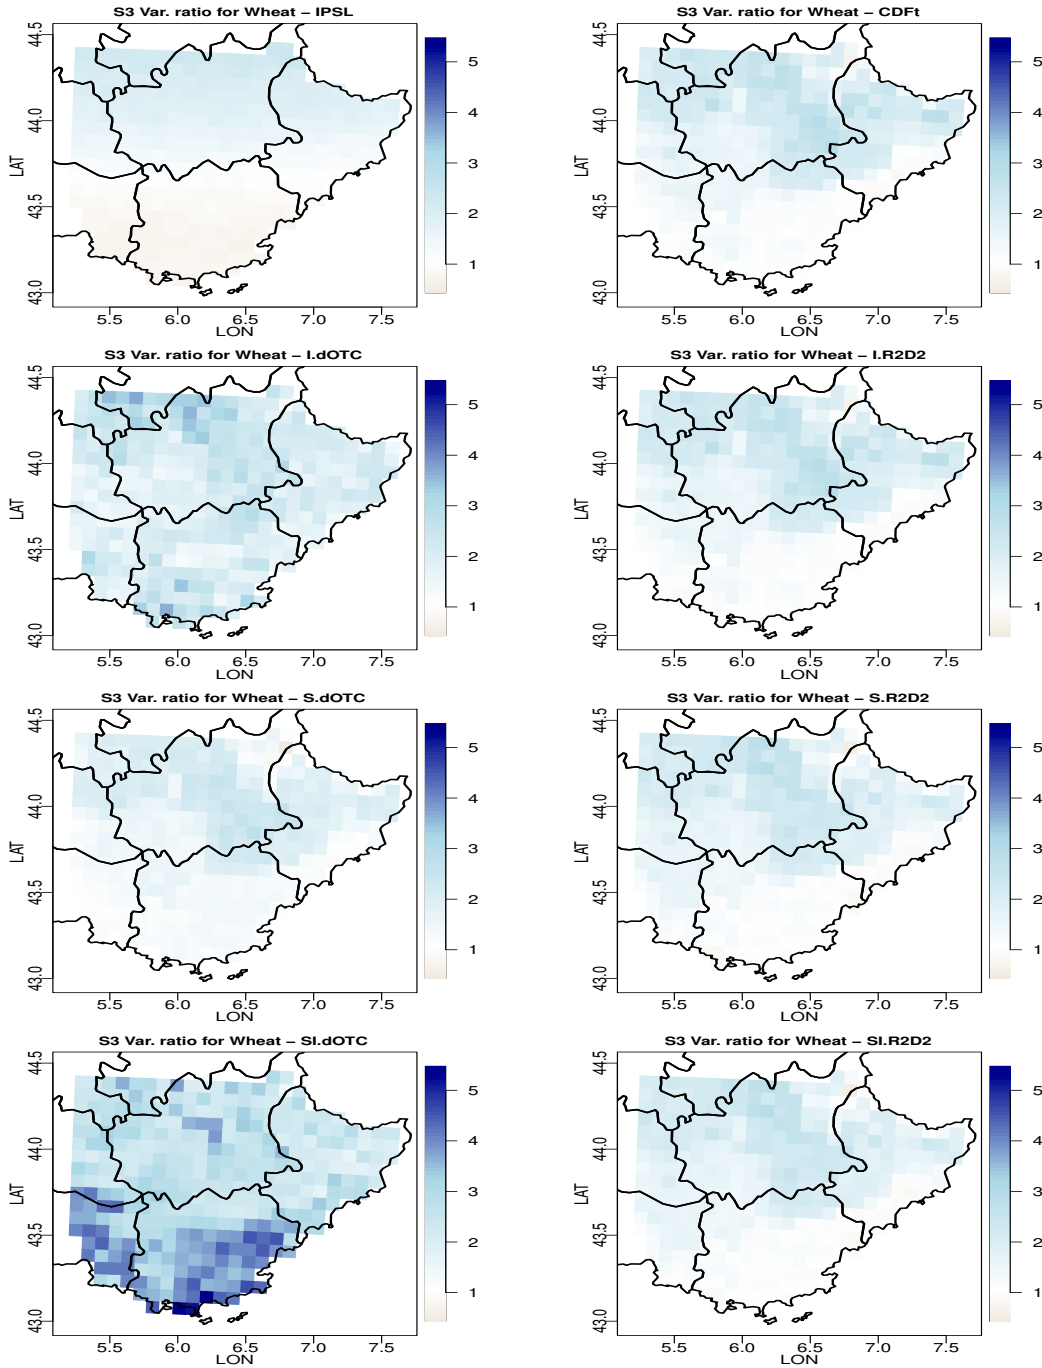 S3 Var. ratio for Wheat – IPSL
44.5
44.0
43.5
43.0
LAT
5.5 6.0 6.5 7.0 7.5
LON
5
4
3
2
1
S3 Var. ratio for Wheat – CDFt
44.5
44.0
43.5
43.0
LAT
5.5 6.0 6.5 7.0 7.5
LON
5
4
3
2
1
S3 Var. ratio for Wheat – I.dOTC
44.5
44.0
43.5
43.0
LAT
5.5 6.0 6.5 7.0 7.5
LON
5
4
3
2
1
S3 Var. ratio for Wheat – I.R2D2
44.5
44.0
43.5
43.0
LAT
5.5 6.0 6.5 7.0 7.5
LON
5
4
3
2
1
S3 Var. ratio for Wheat – S.dOTC
44.5
44.0
43.5
43.0
LAT
5.5 6.0 6.5 7.0 7.5
LON
5
4
3
2
1
S3 Var. ratio for Wheat – S.R2D2
44.5
44.0
43.5
43.0
LAT
5.5 6.0 6.5 7.0 7.5
LON
5
4
3
2
1
S3 Var. ratio for Wheat – SI.dOTC
44.5
44.0
43.5
43.0
LAT
5.5 6.0 6.5 7.0 7.5
LON
5
4
3
2
1
S3 Var. ratio for Wheat – SI.R2D2
44.5
44.0
43.5
43.0
LAT
5.5 6.0 6.5 7.0 7.5
LON
5
4
3
2
1